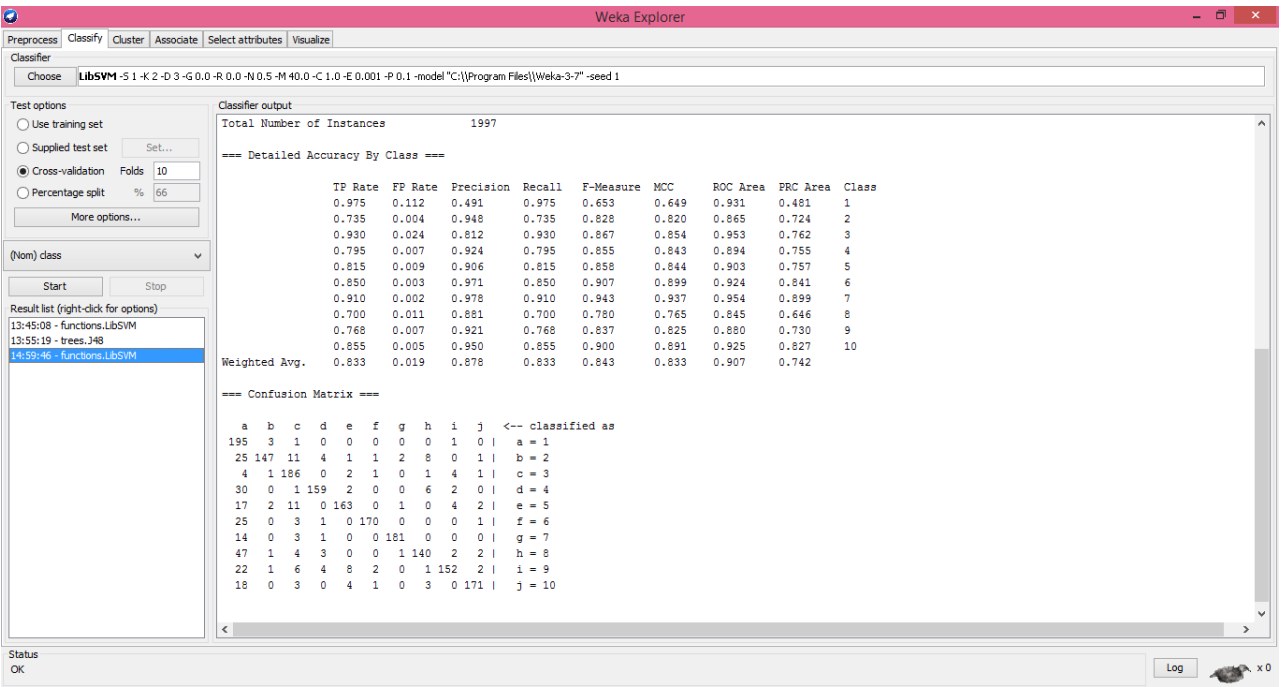 Weka Explorer
Preprocess Classify Cluster Associate Select attributes Visualize
Classifier
Choose LibSVM -S 1 -K 2 -D 3 -G 0.0 -R 0.0 -N 0.5 -M 40.0 -C 1.0 -E 0.001 -P 0.1 -model "C:\\Program Files\\Weka-3-7" -seed 1
Test options
Use training set
Supplied test set Set...
Cross-validation Folds 10
Percentage split % 66
More options...
(Nom) class
Start Stop
Result list (right-click for options)
13:45:08 - functions.LibSVM
13:55:19 - trees.J48
14:59:46 - functions.LibSVM
Classifier output
Total Number of Instances 1997
=== Detailed Accuracy By Class ===
TP Rate FP Rate Precision Recall F-Measure MCC ROC Area PRC Area Class
0.975 0.112 0.491 0.975 0.653 0.649 0.931 0.481 1
0.735 0.004 0.948 0.735 0.828 0.820 0.865 0.724 2
0.930 0.024 0.812 0.930 0.867 0.854 0.953 0.762 3
0.795 0.007 0.924 0.795 0.855 0.843 0.894 0.755 4
0.815 0.009 0.906 0.815 0.858 0.844 0.903 0.757 5
0.850 0.003 0.971 0.850 0.907 0.899 0.924 0.841 6
0.910 0.002 0.978 0.910 0.943 0.937 0.954 0.899 7
0.700 0.011 0.881 0.700 0.780 0.765 0.845 0.646 8
0.768 0.007 0.921 0.768 0.837 0.825 0.880 0.730 9
0.855 0.005 0.950 0.855 0.900 0.891 0.925 0.827 10
Weighted Avg. 0.833 0.019 0.878 0.833 0.843 0.833 0.907 0.742
=== Confusion Matrix ===
a b c d e f g h i j <-- classified as
195 3 1 0 0 0 0 0 1 0 | a = 1
25 147 11 4 1 1 2 8 0 1 | b = 2
4 1 186 0 2 1 0 1 4 1 | c = 3
30 0 1 159 2 0 0 6 2 0 | d = 4
17 2 11 0 163 0 1 0 4 2 | e = 5
25 0 3 1 0 170 0 0 0 1 | f = 6
14 0 3 1 0 0 181 0 0 0 | g = 7
47 1 4 3 0 0 1 140 2 2 | h = 8
22 1 6 4 8 2 0 1 152 2 | i = 9
18 0 3 0 4 1 0 3 0 171 | j = 10
Status
OK
Log x 0